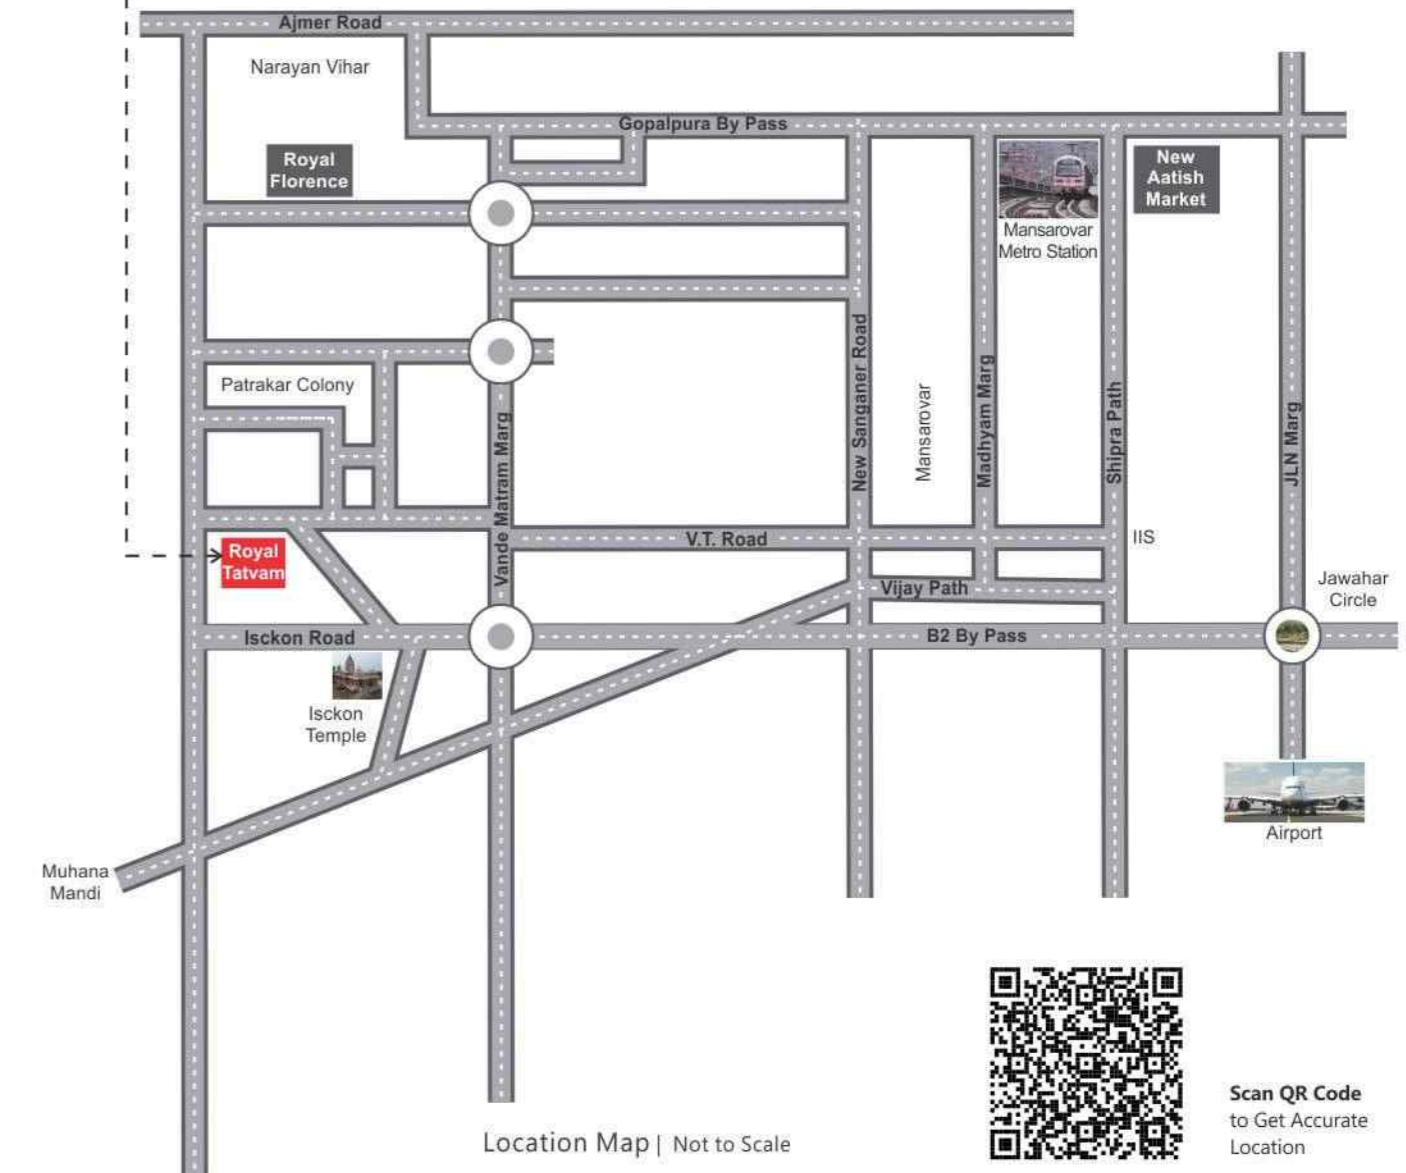 Ajmer Road
Narayan Vihar
Gopalpura By Pass
Royal
Florence
New
Aatish
Market
Mansarovar
Metro Station
Patrakar Colony
Vande Matram Marg
New Sanganer Road
Mansarovar
Madhyam Marg
Shipra Path
JLN Marg
V.T. Road
IIS
Royal
Tatvam
Vijay Path
Jawahar
Circle
Isckon Road
B2 By Pass
Isckon
Temple
Airport
Muhana
Mandi
Scan QR Code
to Get Accurate
Location
Location Map | Not to Scale